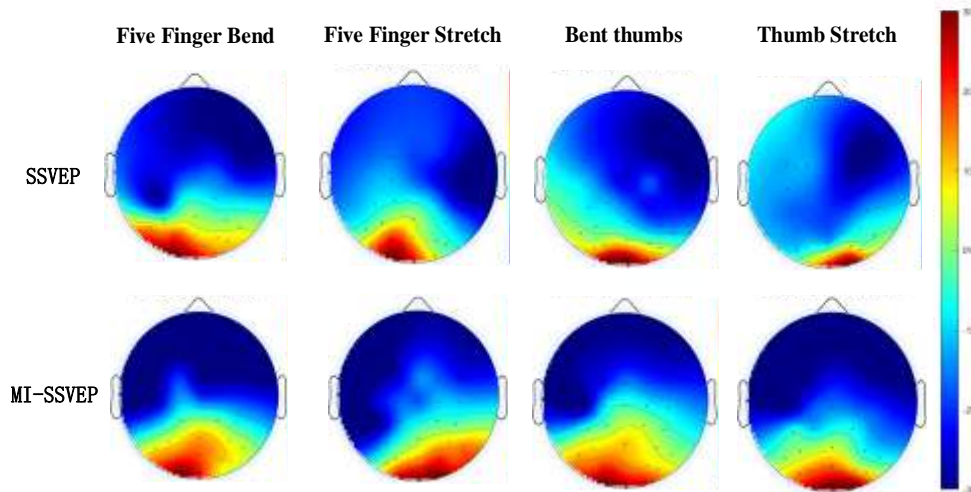 Five Finger Bend Five Finger Stretch Bent thumbs Thumb Stretch
SSVEP
MI-SSVEP